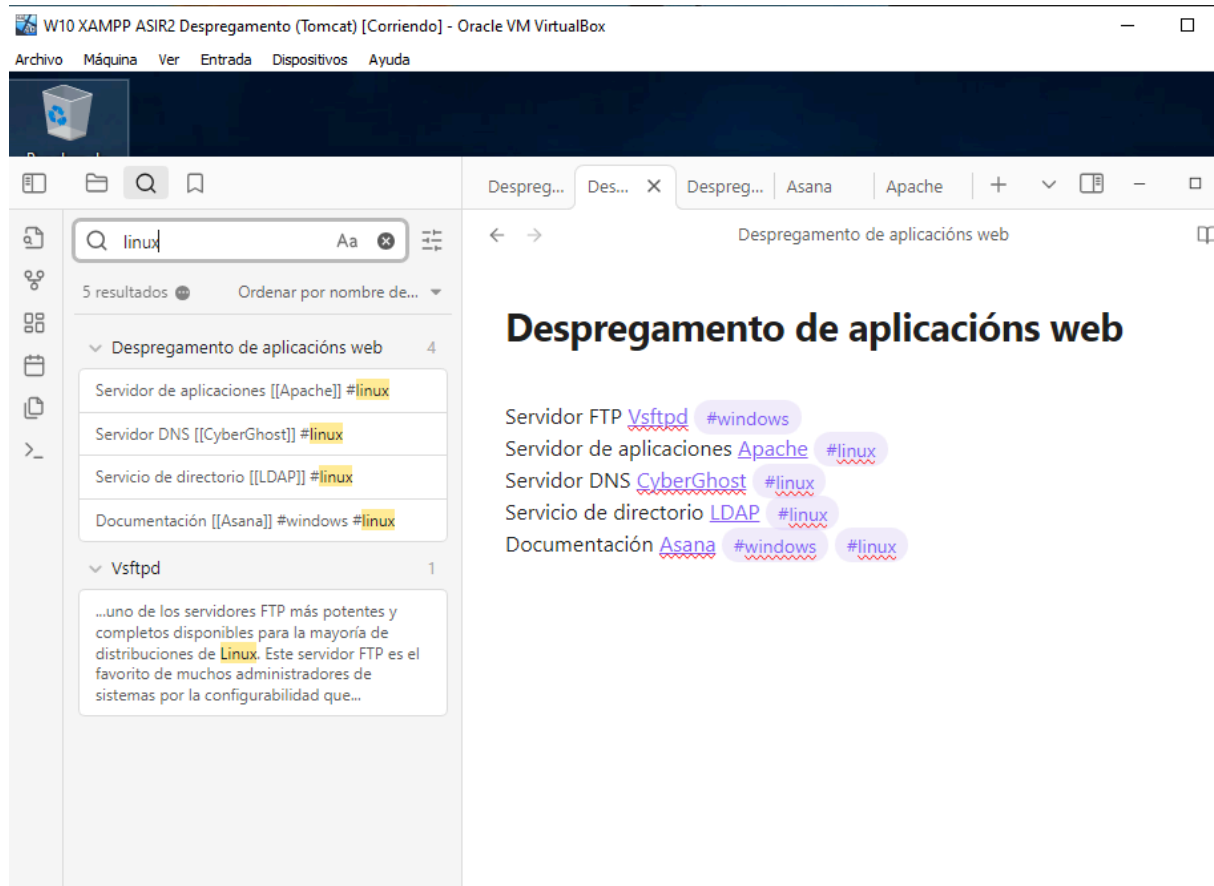 W10 XAMPP ASIR2 Despregamento (Tomcat) [Corriendo] - Oracle VM VirtualBox
Archivo Máquina Ver Entrada Dispositivos Ayuda
Despreg... Des... Despreg... Asana Apache
linux Aa
Despregamento de aplicacións web
5 resultados Ordenar por nombre de...
Despregamento de aplicacións web 4
Servidor de aplicaciones [[Apache]] #linux
Servidor DNS [[CyberGhost]] #linux
Servicio de directorio [[LDAP]] #linux
Documentación [[Asana]] #windows #linux
Vsftpd 1
...uno de los servidores FTP más potentes y
completos disponibles para la mayoría de
distribuciones de Linux. Este servidor FTP es el
favorito de muchos administradores de
sistemas por la configurabilidad que...
Despregamento de aplicacións web
Servidor FTP Vsftpd #windows
Servidor de aplicaciones Apache #linux
Servidor DNS CyberGhost #linux
Servicio de directorio LDAP #linux
Documentación Asana #windows #linux